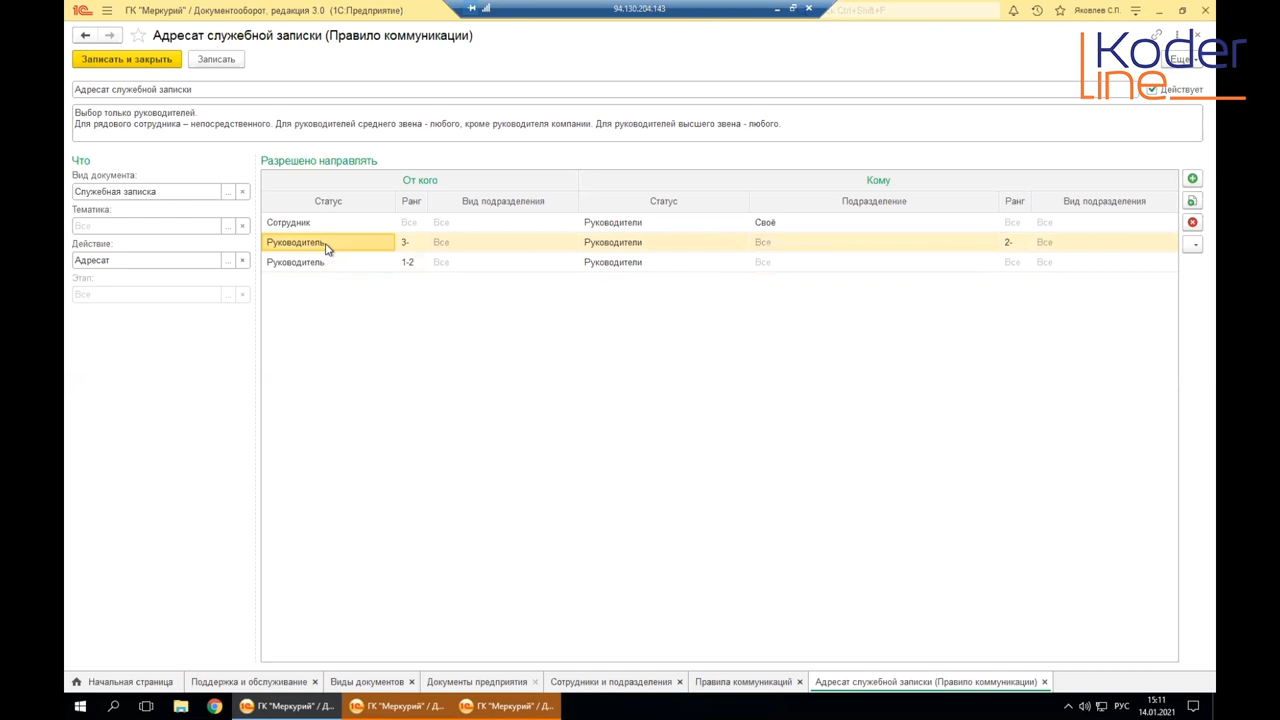 ГК "Меркурий" / Документооборот, редакция 3.0 (1С:Предприятие)
94.130.204.143
Ctrl+Shift+F
Яковлев С.П.
Адресат служебной записки (Правило коммуникации)
Koder
line
Записать и закрыть
Записать
Еще
Адресат служебной записки
Действует
Выбор только руководителей.
Для рядового сотрудника – непосредственного. Для руководителей среднего звена - любого, кроме руководителя компании. Для руководителей высшего звена - любого.
Что
Разрешено направлять
Вид документа:
Служебная записка
Тематика:
Все
Действие:
Адресат
Этап:
Все
От кого
Кому
Статус Ранг Вид подразделения Статус Подразделение Ранг Вид подразделения
Сотрудник Все Все Руководители Своё Все Все
Руководитель 3- Все Руководители Все 2- Все
Руководитель 1-2 Все Руководители Все Все Все
Начальная страница
Поддержка и обслуживание
Виды документов
Документы предприятия
Сотрудники и подразделения
Правила коммуникаций
Адресат служебной записки (Правило коммуникации)
ГК "Меркурий" / Д...
ГК "Меркурий" / Д...
ГК "Меркурий" / Д...
РУС
15:11
14.01.2021